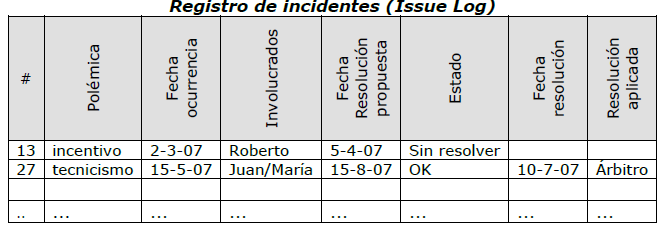 Registro de incidentes (Issue Log)
# Polémica Fecha ocurrencia Involucrados Fecha Resolución propuesta Estado Fecha resolución Resolución aplicada
13 incentivo 2-3-07 Roberto 5-4-07 Sin resolver
27 tecnicismo 15-5-07 Juan/María 15-8-07 OK 10-7-07 Árbitro
.. ... ... ... ... ... ... ...